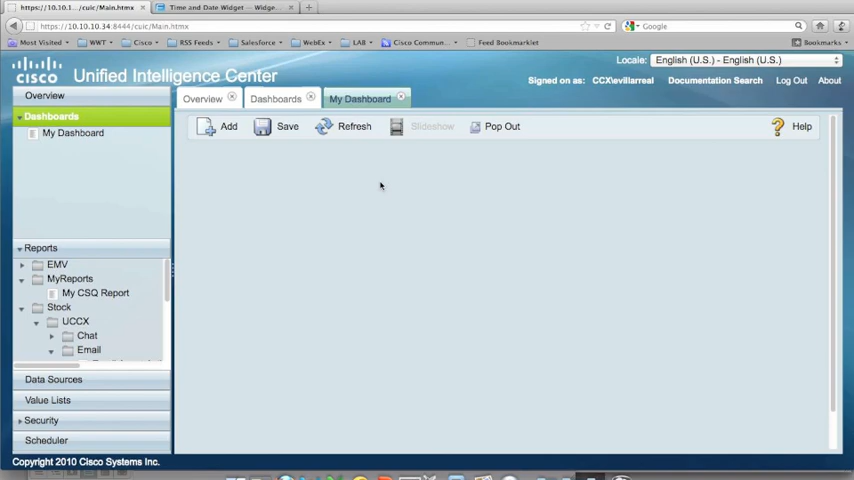 https://10.10.1.../cuic/Main.htmx
Time and Date Widget — Widge...
https://10.10.10.34:8444/cuic/Main.htmx
Google
Most Visited
WWT
Cisco
RSS Feeds
Salesforce
WebEx
LAB
Cisco Commun...
Feed Bookmarklet
Bookmarks
CISCO
Unified Intelligence Center
Locale:
English (U.S.) - English (U.S.)
Signed on as:
CCX\evillarreal
Documentation Search
Log Out
About
Overview
Dashboards
My Dashboard
Overview
Dashboards
My Dashboard
Add
Save
Refresh
Slideshow
Pop Out
Help
Reports
EMV
MyReports
My CSQ Report
Stock
UCCX
Chat
Email
Data Sources
Value Lists
Security
Scheduler
Copyright 2010 Cisco Systems Inc.